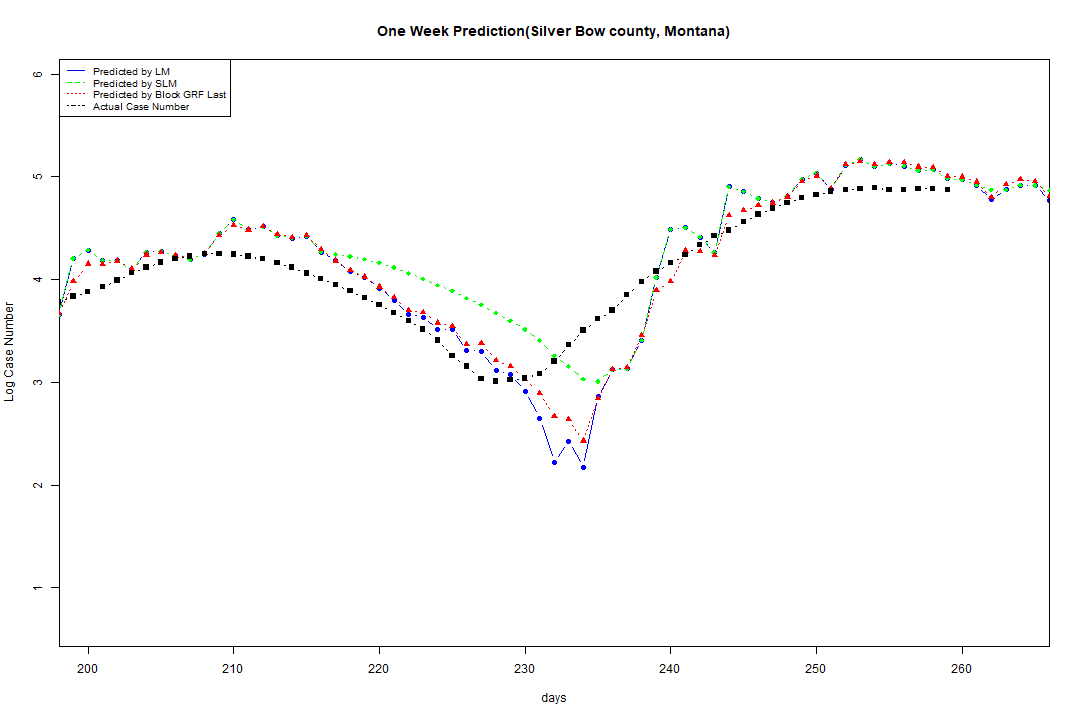 One Week Prediction(Silver Bow county, Montana)
Predicted by LM
Predicted by SLM
Predicted by Block GRF Last
Actual Case Number
6
5
4
3
2
1
Log Case Number
200 210 220 230 240 250 260
days